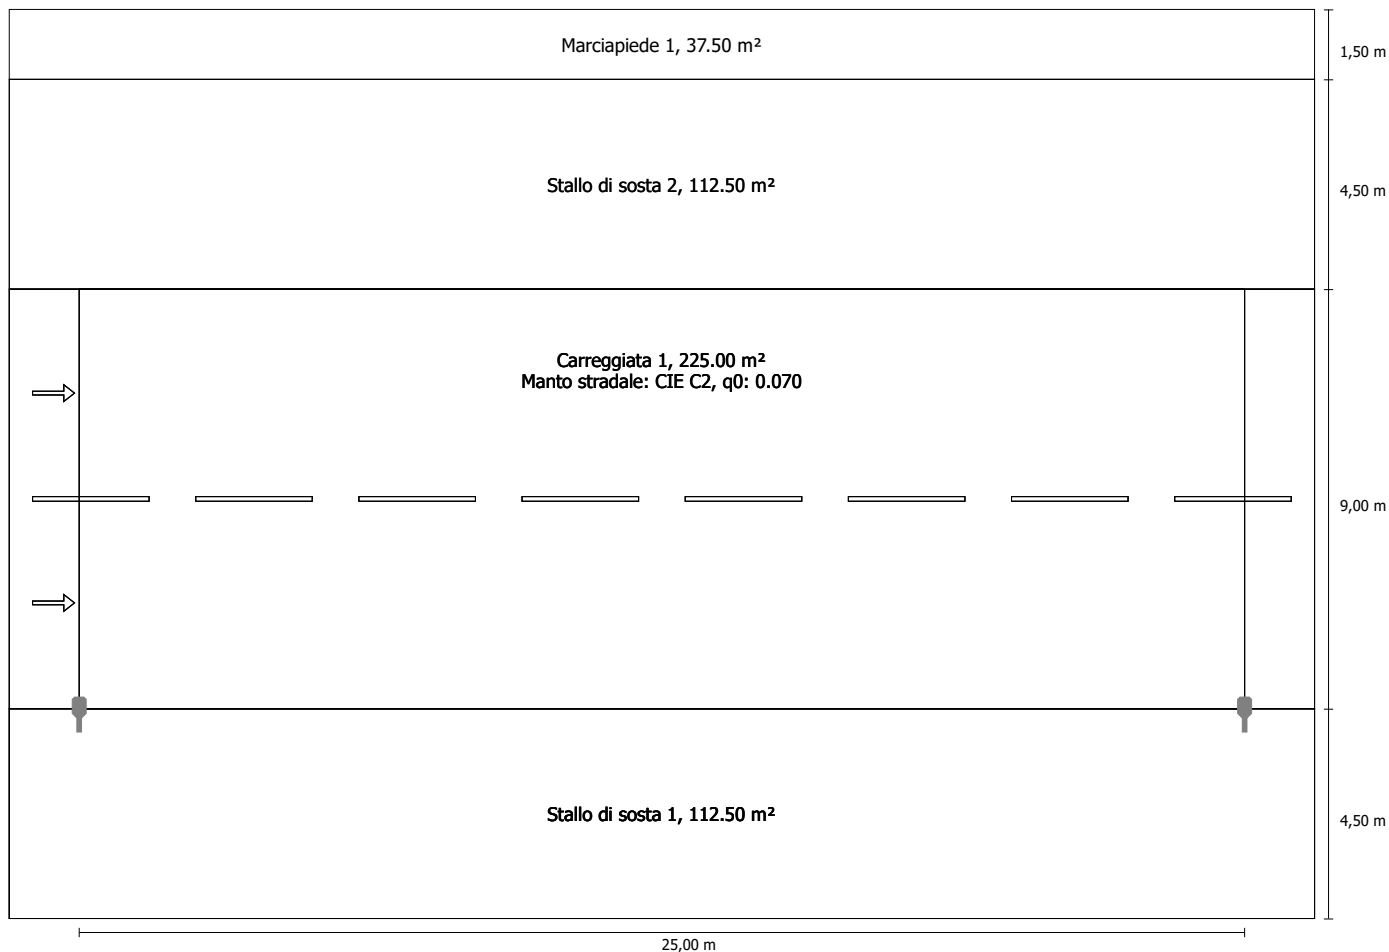 Marciapiede 1, 37.50 m²
1,50 m
Stallo di sosta 2, 112.50 m²
4,50 m
Carreggiata 1, 225.00 m²
Manto stradale: CIE C2, q0: 0.070
9,00 m
Stallo di sosta 1, 112.50 m²
4,50 m
25,00 m